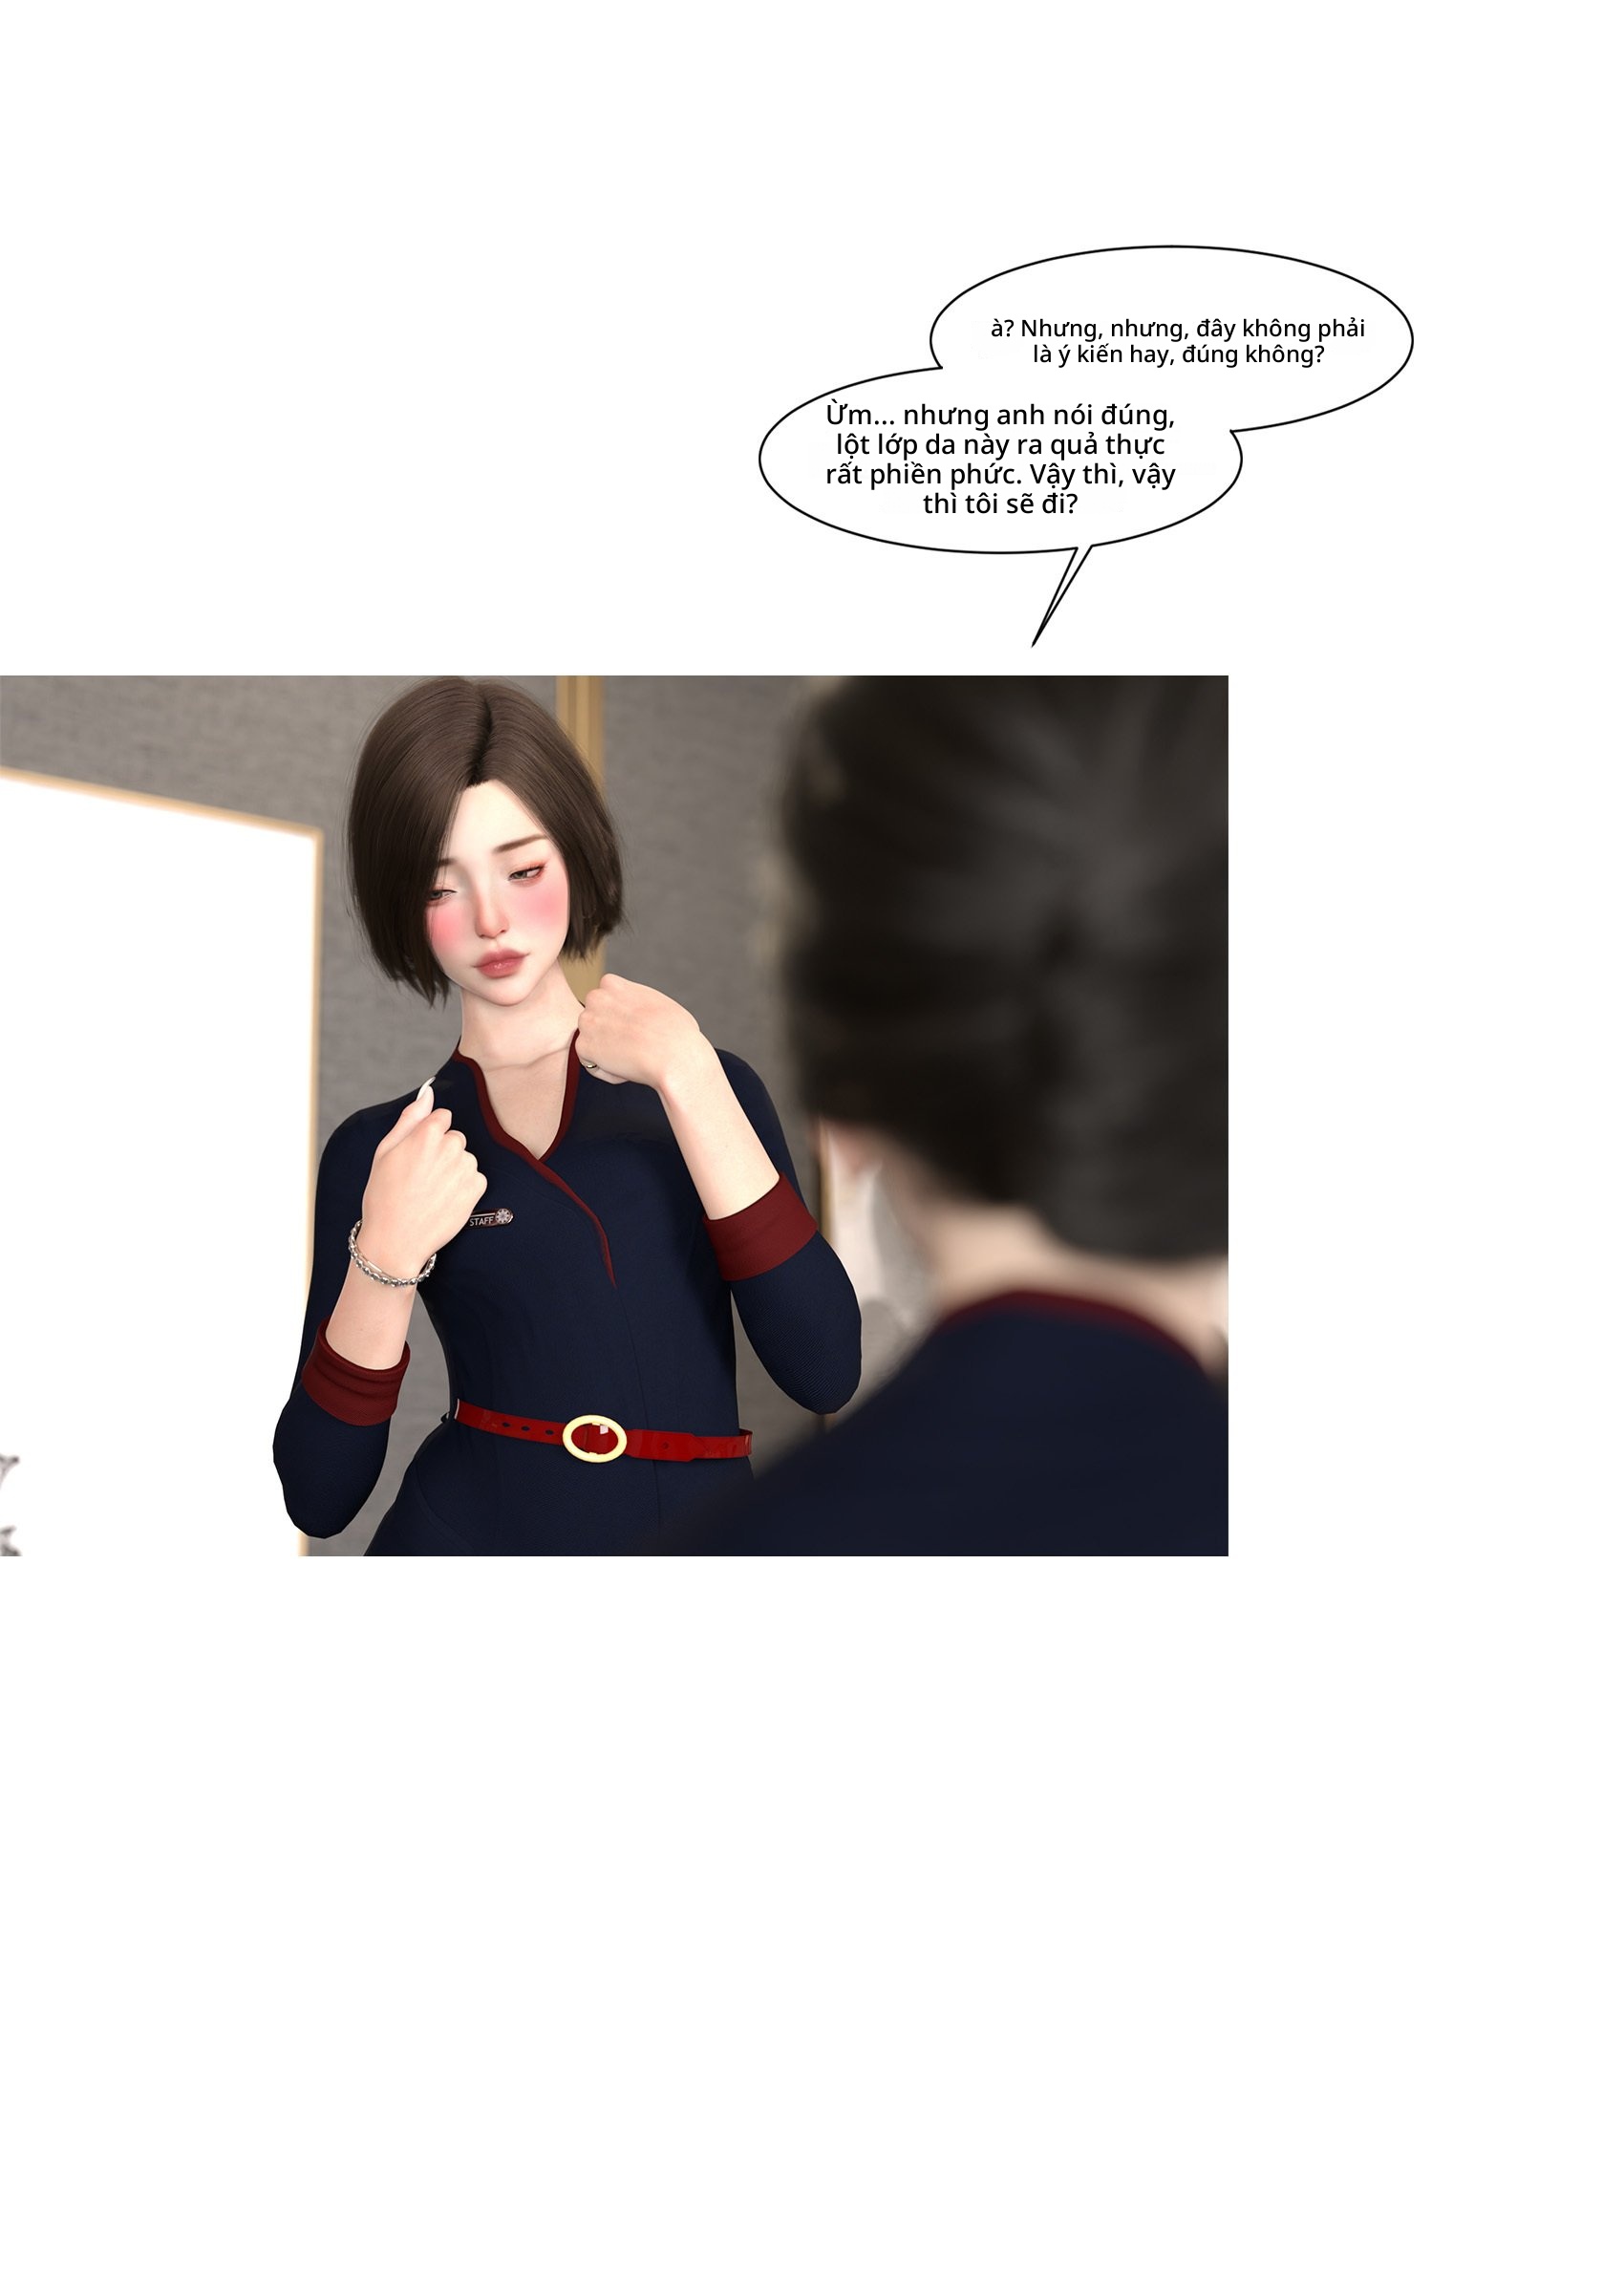 à? Nhưng, nhưng, đây không phải
là ý kiến hay, đúng không?
Ừm... nhưng anh nói đúng,
lột lớp da này ra quả thực
rất phiền phức. Vậy thì, vậy
thì tôi sẽ đi?
STAFF